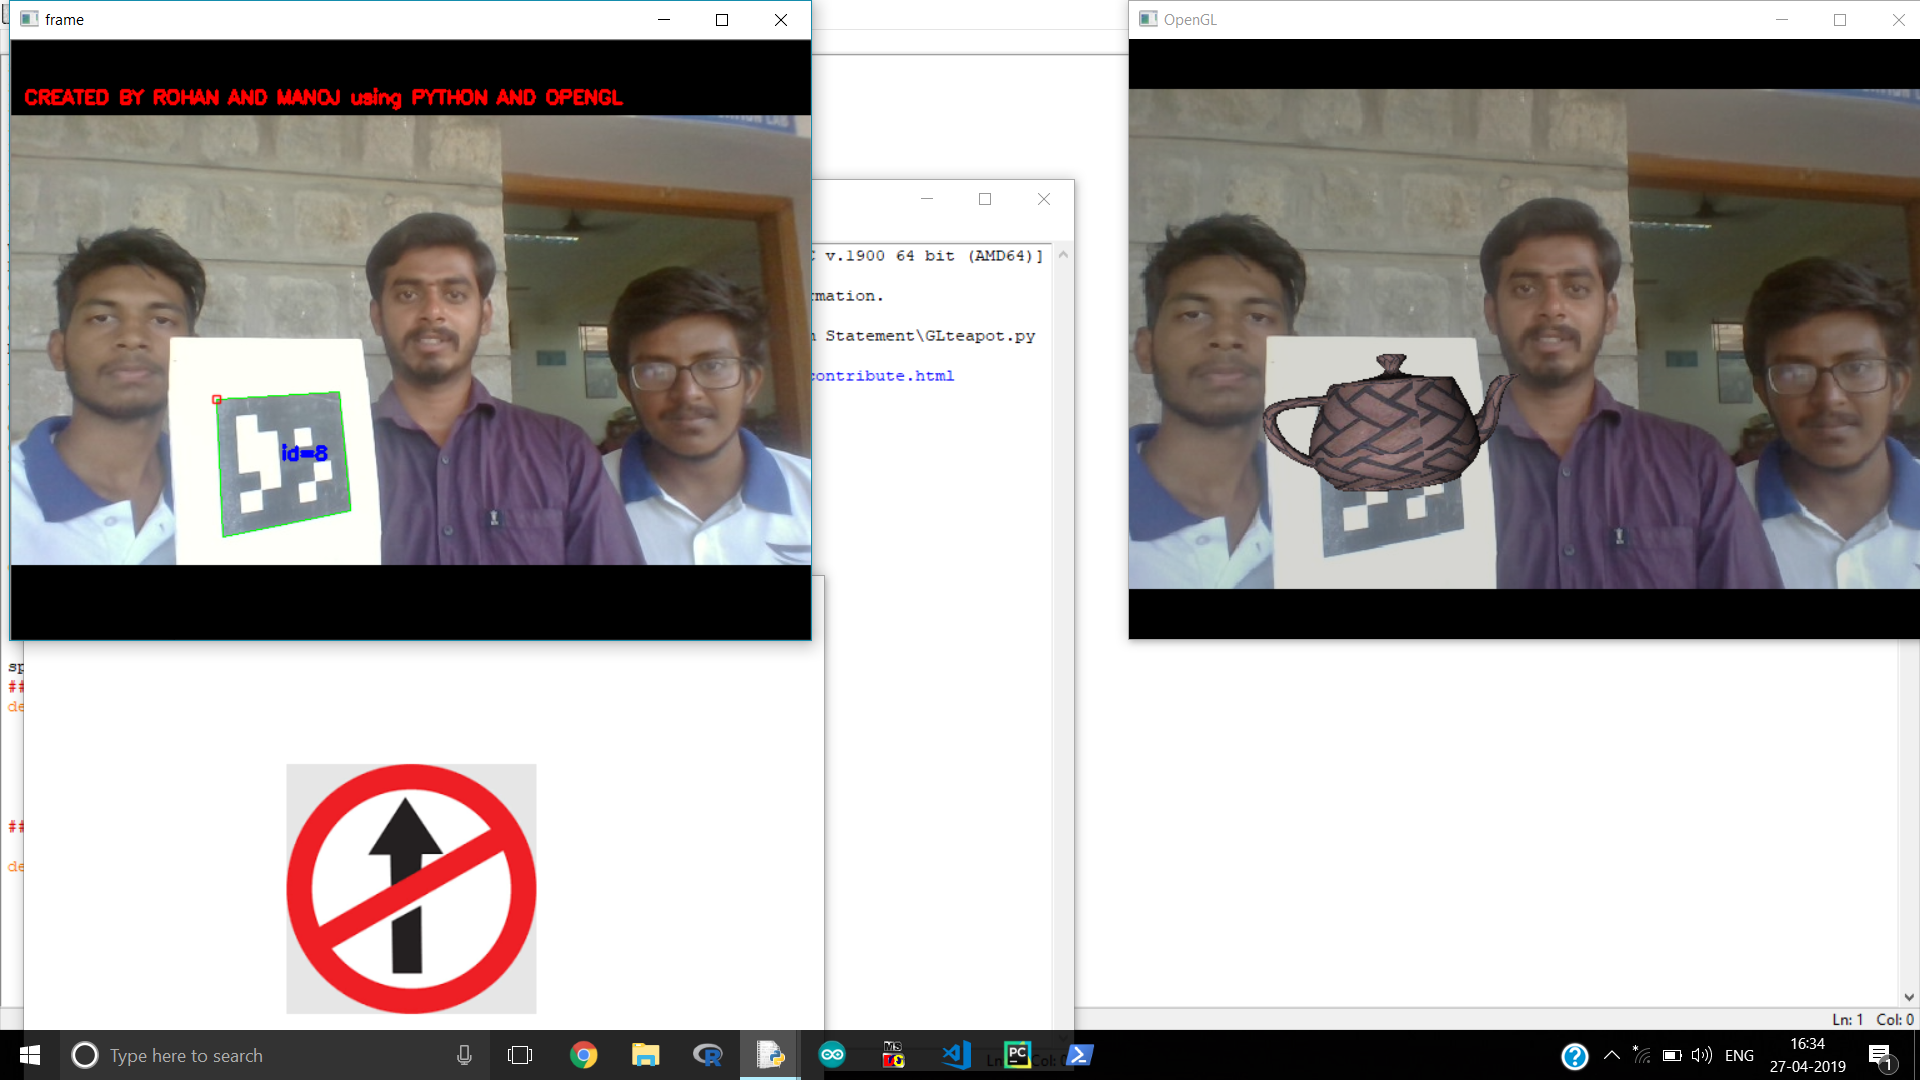 frame
OpenGL
CREATED BY ROHAN AND MANOJ using PYTHON AND OPENGL
id=8
v.1900 64 bit (AMD64)]
rmation.
Statement\GLteapot.py
contribute.html
sp
##
de
##
de
Ln: 1 Col: 0
Type here to search
ENG
16:34
27-04-2019
1